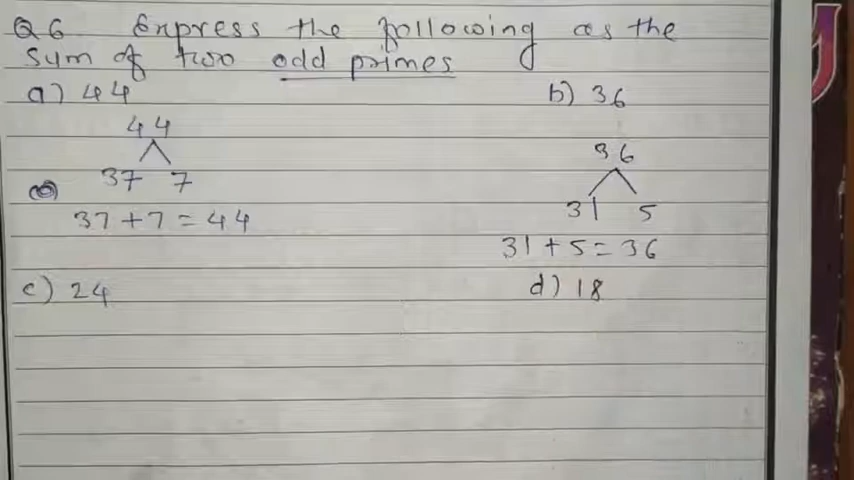 Q6 Express the following as the
sum of two odd primes
a) 44 b) 36
44
37 7
37 + 7 = 44
36
31 5
31 + 5 = 36
c) 24 d) 18